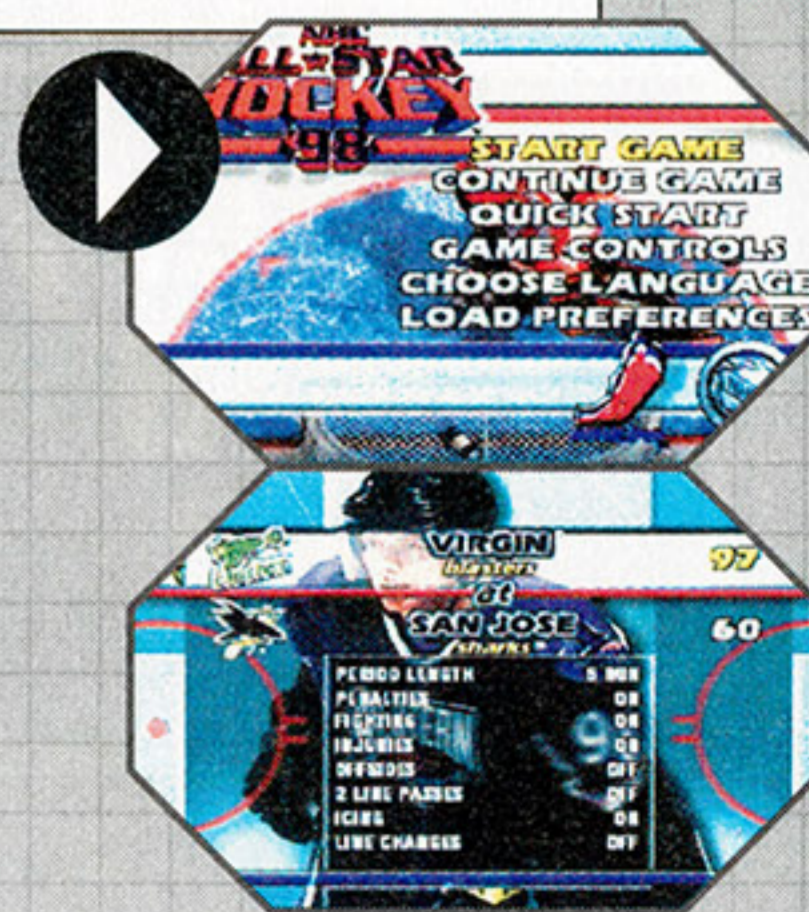 NHL
ALL★STAR
HOCKEY
'98
START GAME
CONTINUE GAME
QUICK START
GAME CONTROLS
CHOOSE LANGUAGE
LOAD PREFERENCES
VIRGIN
blasters
97
at
SAN JOSE
sharks
60
PERIOD LENGTH 5 MIN
PENALTIES ON
FIGHTING ON
INJURIES ON
OFFSIDES OFF
2 LINE PASSES OFF
ICING ON
LINE CHANGES OFF